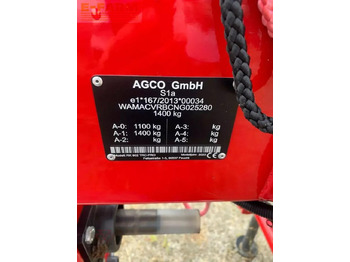 AGCO GmbH
S1a
e1*167/2013*00034
WAMACVRBCNG025280
1400 kg
A-0: 1100 kg A-3: kg
A-1: 1400 kg A-4: kg
A-2: kg A-5: kg